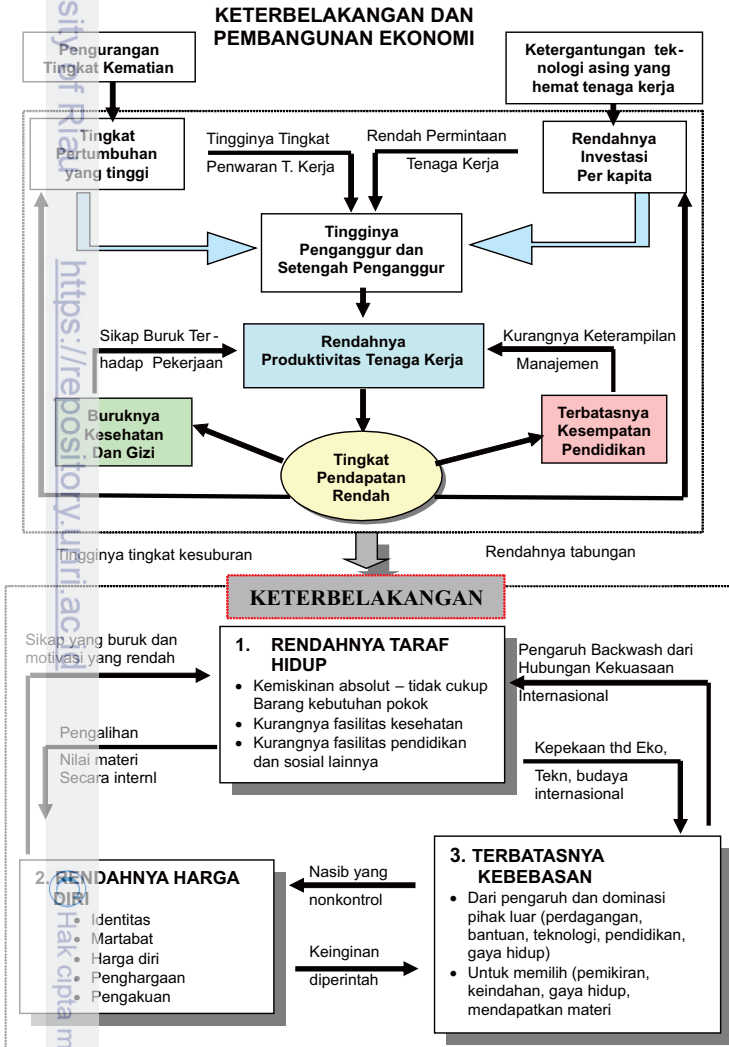 KETERBELAKANGAN DAN
PEMBANGUNAN EKONOMI
Pengurangan
Tingkat Kematian
Ketergantungan tek-
nologi asing yang
hemat tenaga kerja
Tingkat
Pertumbuhan
yang tinggi
Tingginya Tingkat
Penwaran T. Kerja
Rendah Permintaan
Tenaga Kerja
Rendahnya
Investasi
Per kapita
Tingginya
Penganggur dan
Setengah Penganggur
Sikap Buruk Ter -
hadap Pekerjaan
Rendahnya
Produktivitas Tenaga Kerja
Kurangnya Keterampilan
Manajemen
Buruknya
Kesehatan
Dan Gizi
Tingkat
Pendapatan
Rendah
Terbatasnya
Kesempatan
Pendidikan
Tingginya tingkat kesuburan
Rendahnya tabungan
KETERBELAKANGAN
Sikap yang buruk dan
motivasi yang rendah
1. RENDAHNYA TARAF
HIDUP
• Kemiskinan absolut – tidak cukup
Barang kebutuhan pokok
• Kurangnya fasilitas kesehatan
• Kurangnya fasilitas pendidikan
dan sosial lainnya
Pengaruh Backwash dari
Hubungan Kekuasaan
Internasional
Pengalihan
Nilai materi
Secara internl
Kepekaan thd Eko,
Tekn, budaya
internasional
2. RENDAHNYA HARGA
DIRI
• Identitas
• Martabat
• Harga diri
• Penghargaan
• Pengakuan
Nasib yang
nonkontrol
Keinginan
diperintah
3. TERBATASNYA
KEBEBASAN
• Dari pengaruh dan dominasi
pihak luar (perdagangan,
bantuan, teknologi, pendidikan,
gaya hidup)
• Untuk memilih (pemikiran,
keindahan, gaya hidup,
mendapatkan materi
sity of Riau
https://repository.unri.ac.id
Hak cipta m